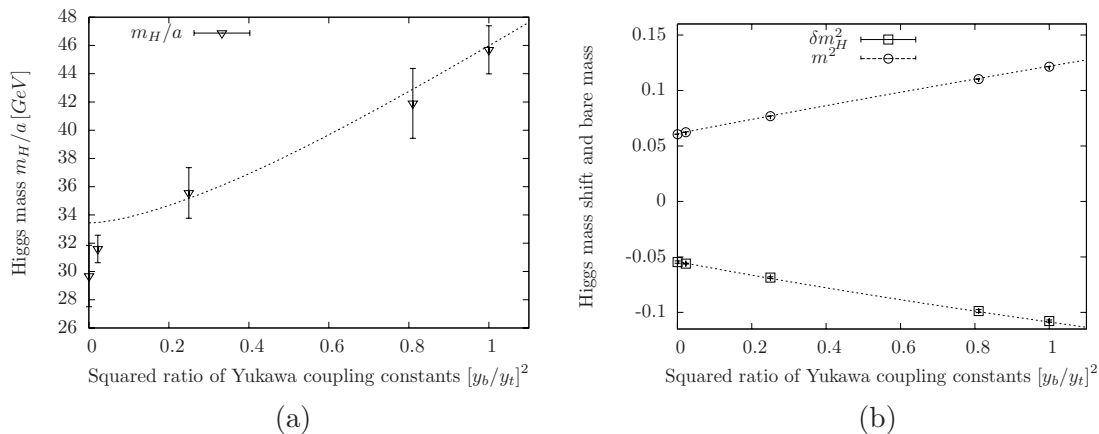 Higgs mass m_H/a [GeV]
m_H/a
48
46
44
42
40
38
36
34
32
30
28
26
0 0.2 0.4 0.6 0.8 1
Squared ratio of Yukawa coupling constants [y_b/y_t]^2
(a)
Higgs mass shift and bare mass
δm^2_H
m^2
0.15
0.1
0.05
0
-0.05
-0.1
0 0.2 0.4 0.6 0.8 1
Squared ratio of Yukawa coupling constants [y_b/y_t]^2
(b)